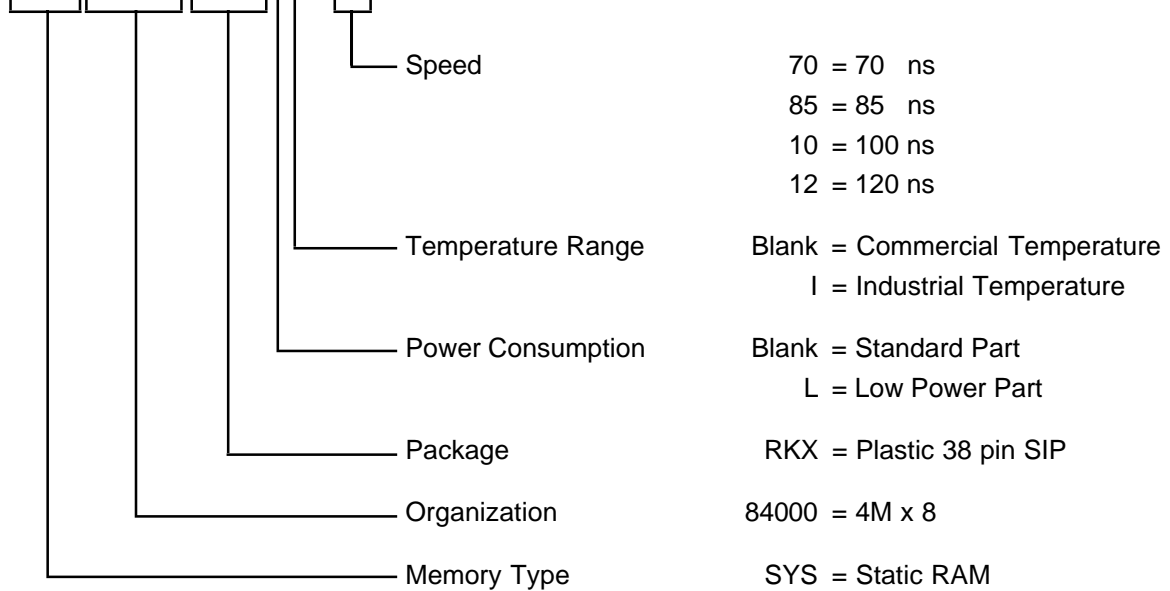 Speed 70 = 70 ns
85 = 85 ns
10 = 100 ns
12 = 120 ns
Temperature Range Blank = Commercial Temperature
I = Industrial Temperature
Power Consumption Blank = Standard Part
L = Low Power Part
Package RKX = Plastic 38 pin SIP
Organization 84000 = 4M x 8
Memory Type SYS = Static RAM